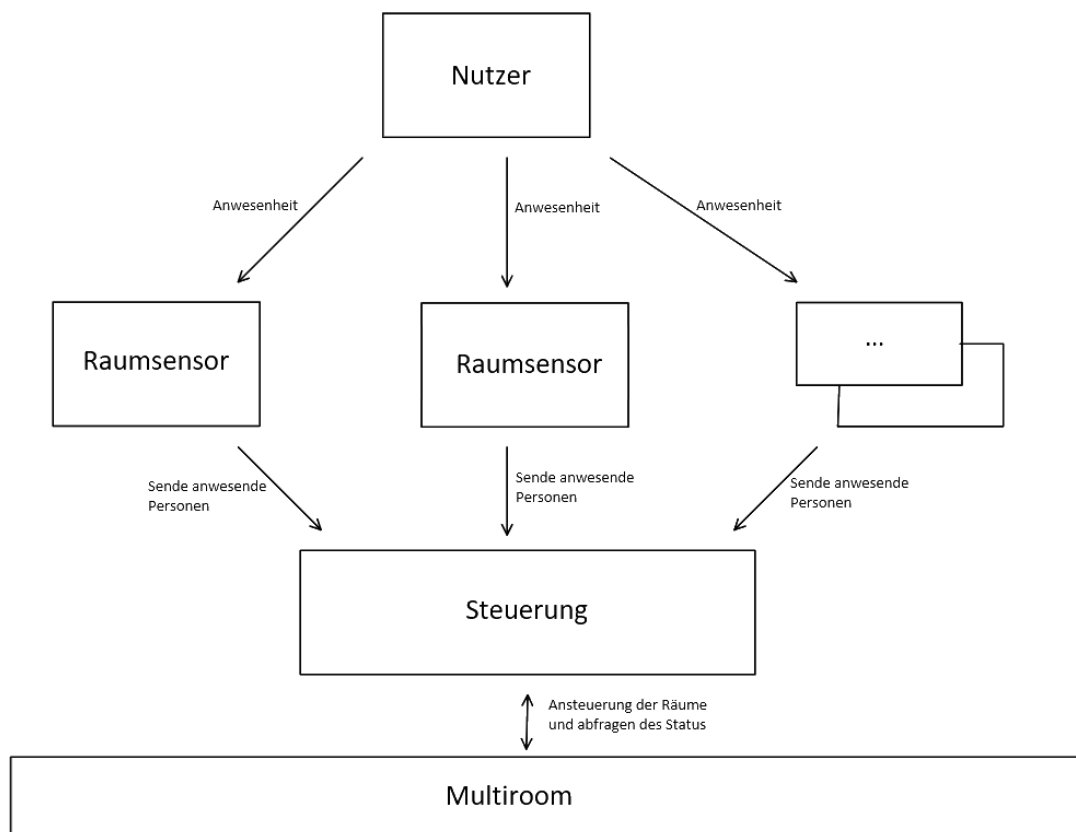 Nutzer
Anwesenheit
Anwesenheit
Anwesenheit
Raumsensor
Raumsensor
...
Sende anwesende
Personen
Sende anwesende
Personen
Sende anwesende
Personen
Steuerung
Ansteuerung der Räume
und abfragen des Status
Multiroom